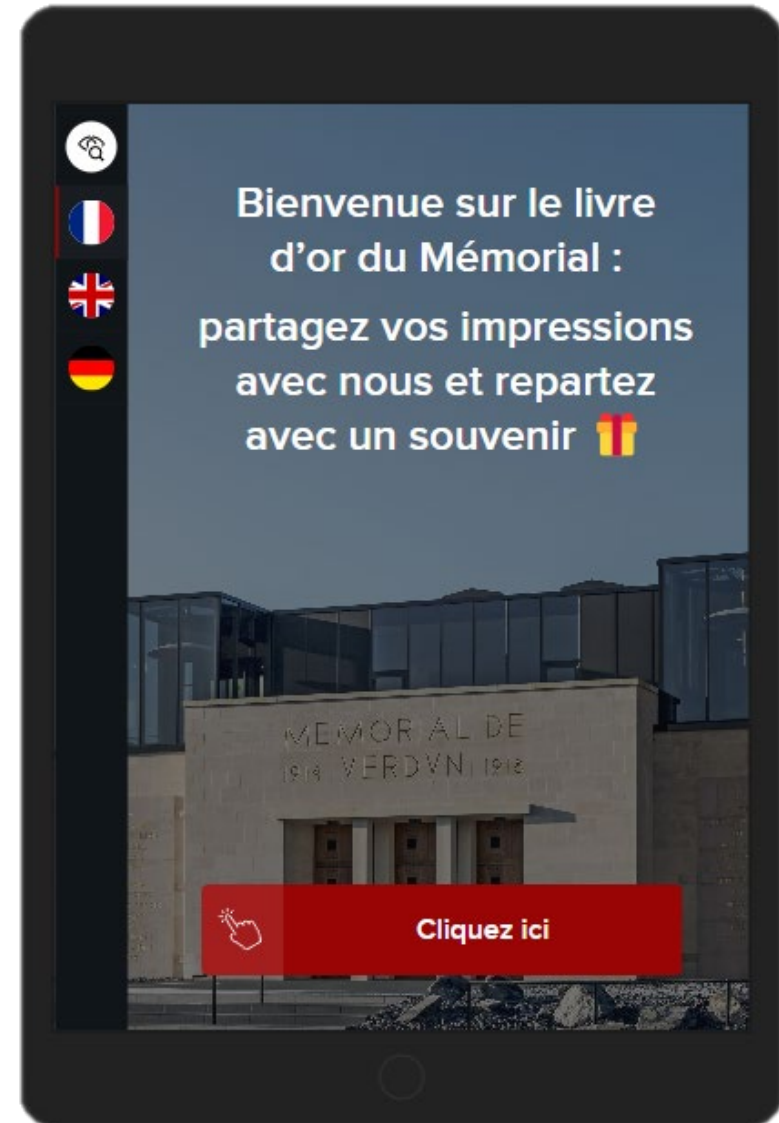 Bienvenue sur le livre
d’or du Mémorial :
partagez vos impressions
avec nous et repartez
avec un souvenir 🎁
MEMORIAL DE
1914 VERDVN 1918
Cliquez ici